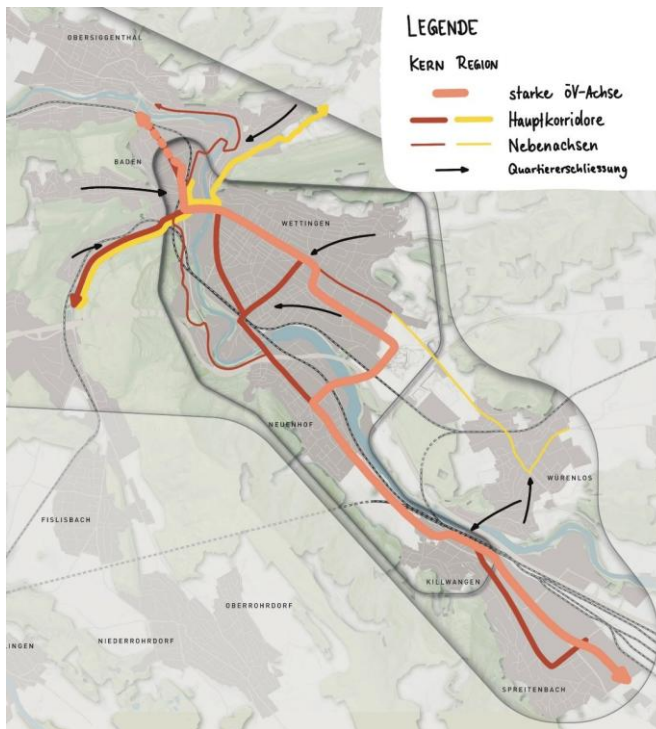 LEGENDE
KERN REGION
starke öV-Achse
Hauptkorridore
Nebenachsen
Quartiererschliessung
OBERSIGGENTHAL
BADEN
WETTINGEN
NEUENHOF
WÜRENLOS
FISLISBACH
KILLWANGEN
OBERROHRDORF
NIEDERROHRDORF
LINGEN
SPREITENBACH